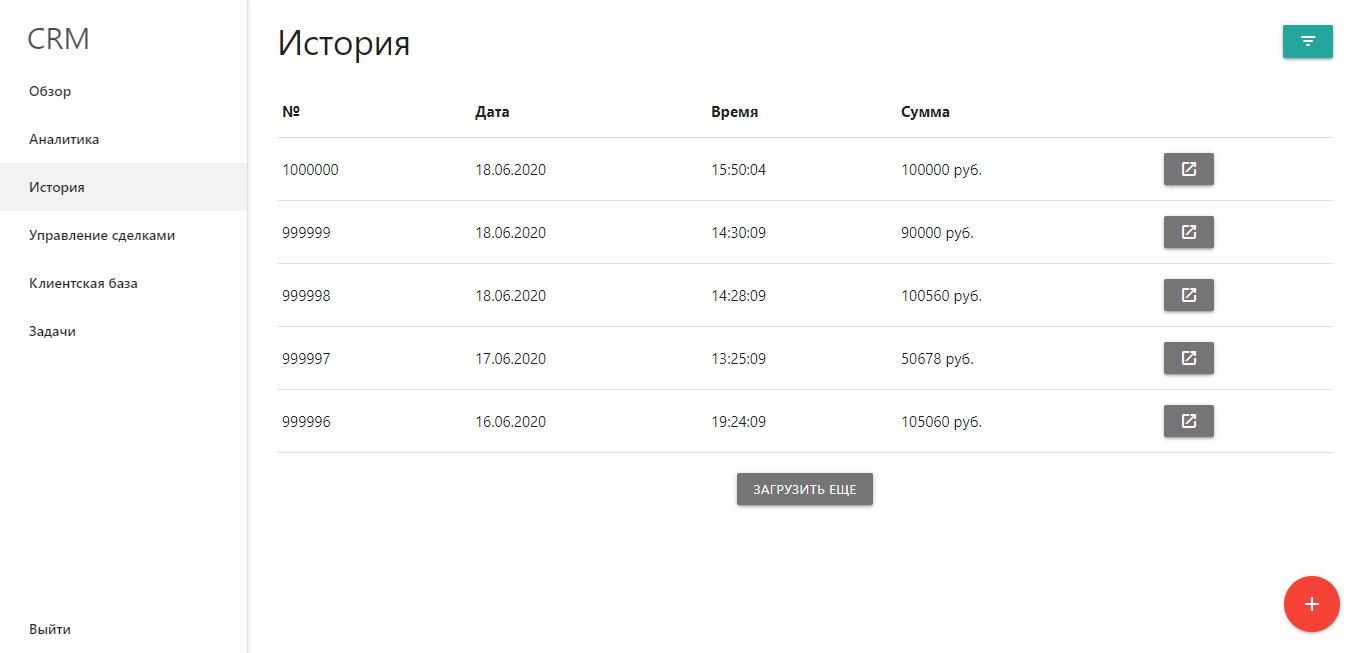 CRM
Обзор
Аналитика
История
Управление сделками
Клиентская база
Задачи
Выйти
История
№ Дата Время Сумма
1000000 18.06.2020 15:50:04 100000 руб.
999999 18.06.2020 14:30:09 90000 руб.
999998 18.06.2020 14:28:09 100560 руб.
999997 17.06.2020 13:25:09 50678 руб.
999996 16.06.2020 19:24:09 105060 руб.
ЗАГРУЗИТЬ ЕЩЕ